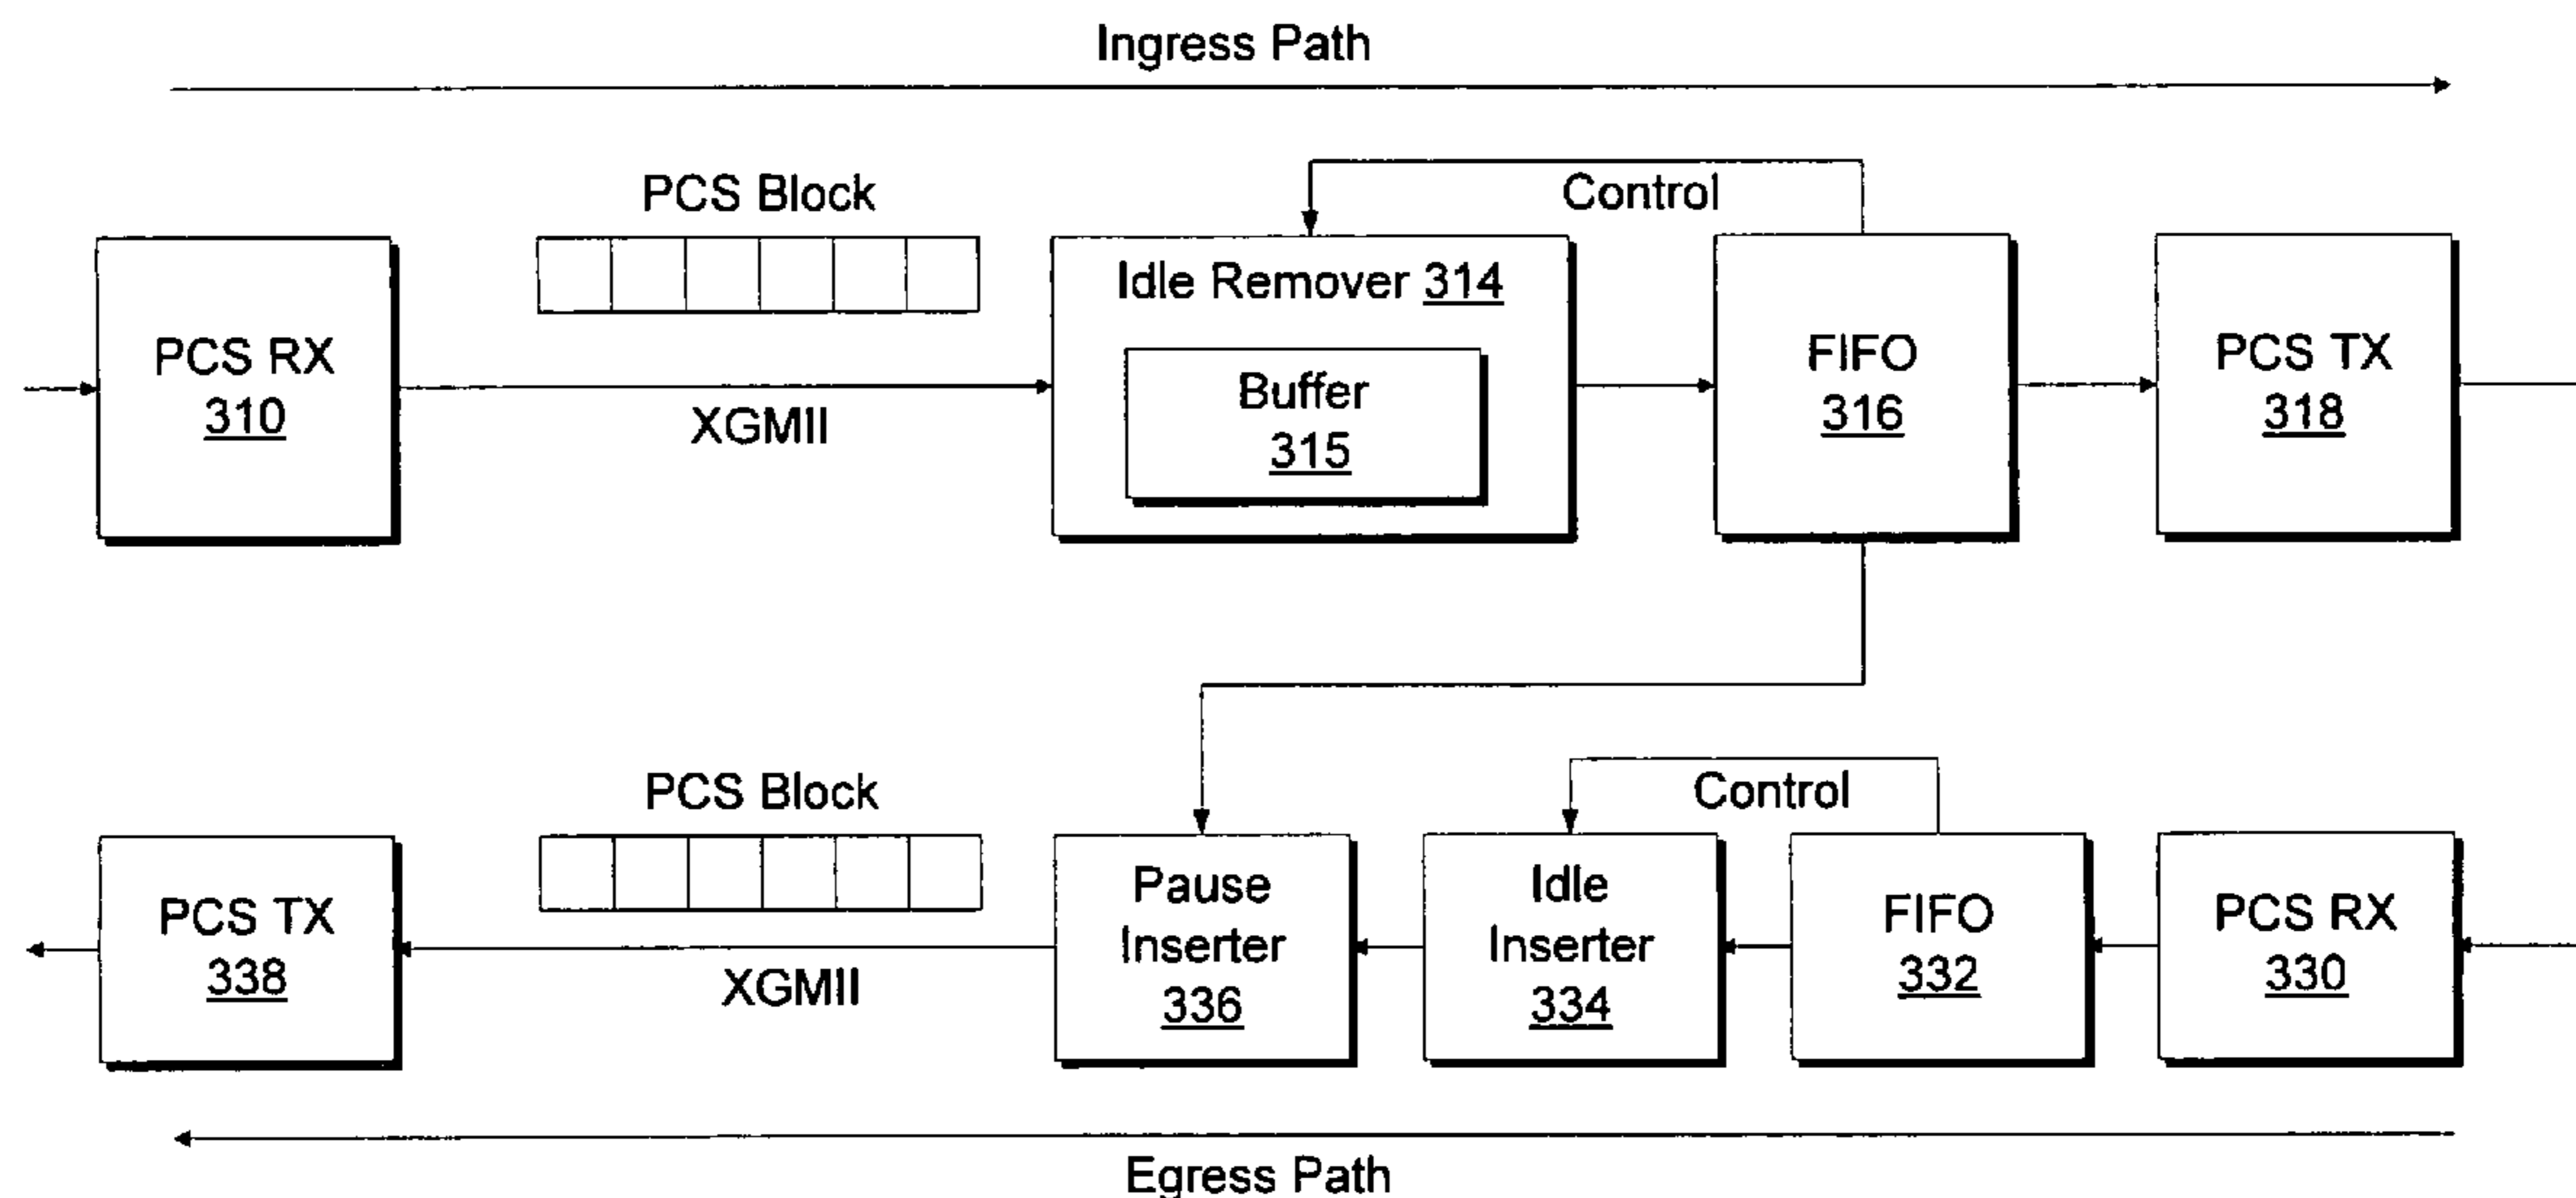 Ingress Path
PCS Block
Control
PCS RX
310
XGMII
Idle Remover 314
Buffer
315
FIFO
316
PCS TX
318
PCS Block
Control
PCS TX
338
XGMII
Pause
Inserter
336
Idle
Inserter
334
FIFO
332
PCS RX
330
Egress Path